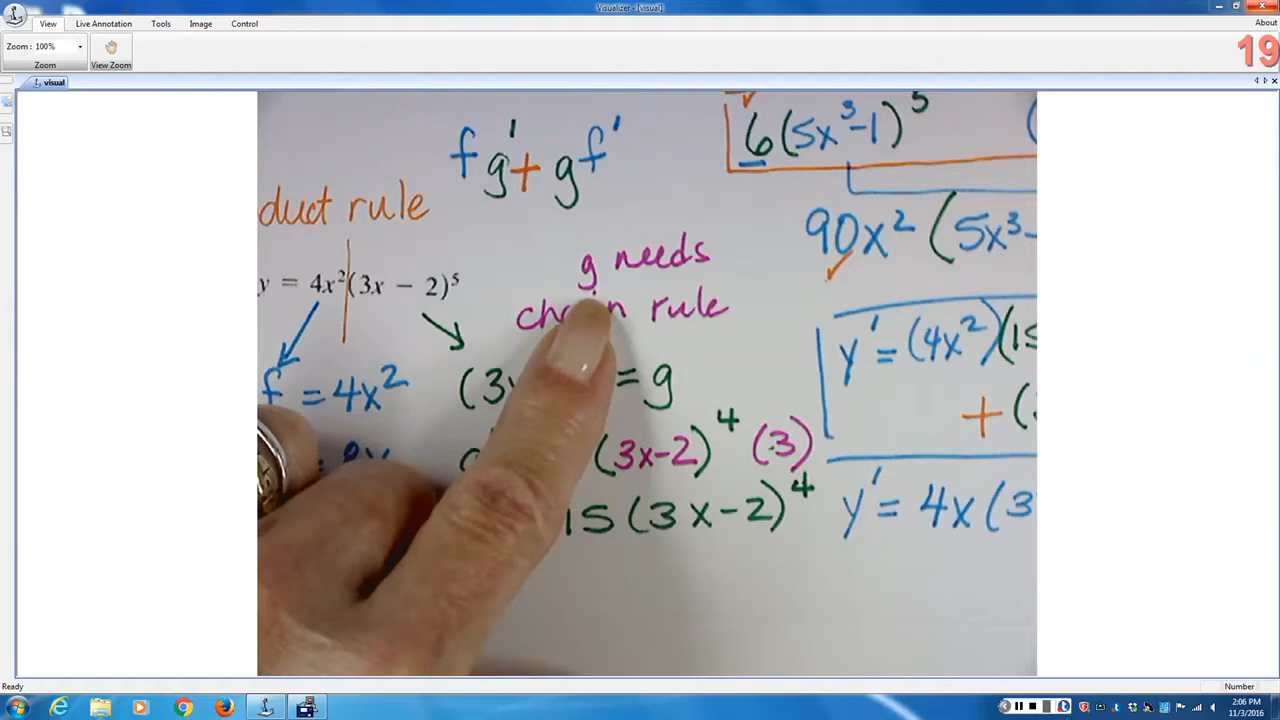 Visualizer - [visual]
View Live Annotation Tools Image Control About
Zoom : 100%
Zoom View Zoom
19
visual
f g' + g f'
duct rule
y = 4x²(3x − 2)⁵
g needs
rule
f = 4x²
(3 = g
= 8x
(3x-2)⁴ (3)
15(3x-2)⁴
6(5x³-1)⁵ (
90x² (5x³-
y' = (4x²)(15
+ (
y' = 4x(3
Ready Number
2:06 PM
11/3/2016